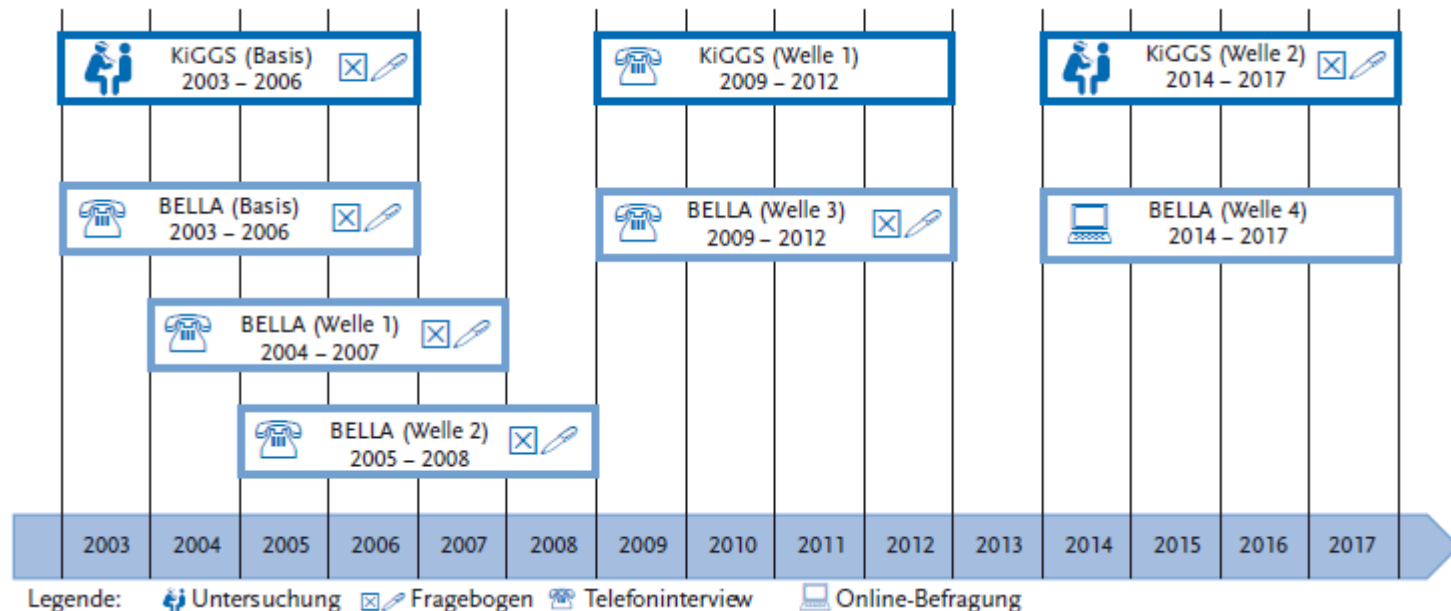 KiGGS (Basis)
2003 – 2006
KiGGS (Welle 1)
2009 – 2012
KiGGS (Welle 2)
2014 – 2017
BELLA (Basis)
2003 – 2006
BELLA (Welle 3)
2009 – 2012
BELLA (Welle 4)
2014 – 2017
BELLA (Welle 1)
2004 – 2007
BELLA (Welle 2)
2005 – 2008
2003 2004 2005 2006 2007 2008 2009 2010 2011 2012 2013 2014 2015 2016 2017
Legende: Untersuchung Fragebogen Telefoninterview Online-Befragung